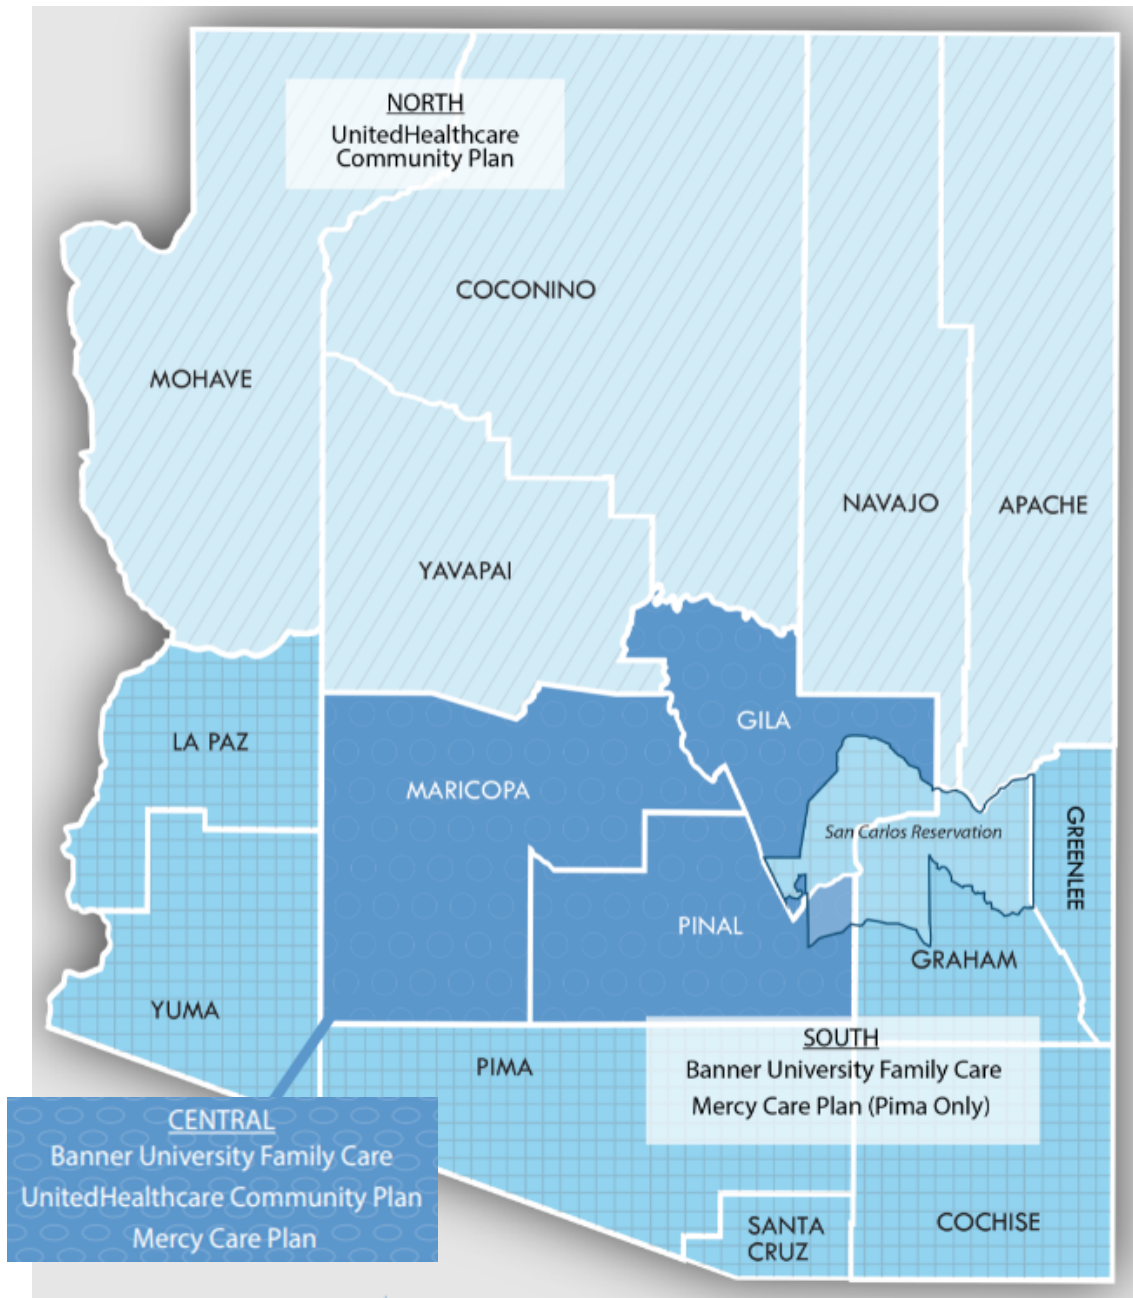 NORTH
UnitedHealthcare
Community Plan
COCONINO
MOHAVE
NAVAJO
APACHE
YAVAPAI
GILA
LA PAZ
MARICOPA
San Carlos Reservation
GREENLEE
PINAL
GRAHAM
YUMA
PIMA
SOUTH
Banner University Family Care
Mercy Care Plan (Pima Only)
CENTRAL
Banner University Family Care
UnitedHealthcare Community Plan
Mercy Care Plan
SANTA
CRUZ
COCHISE